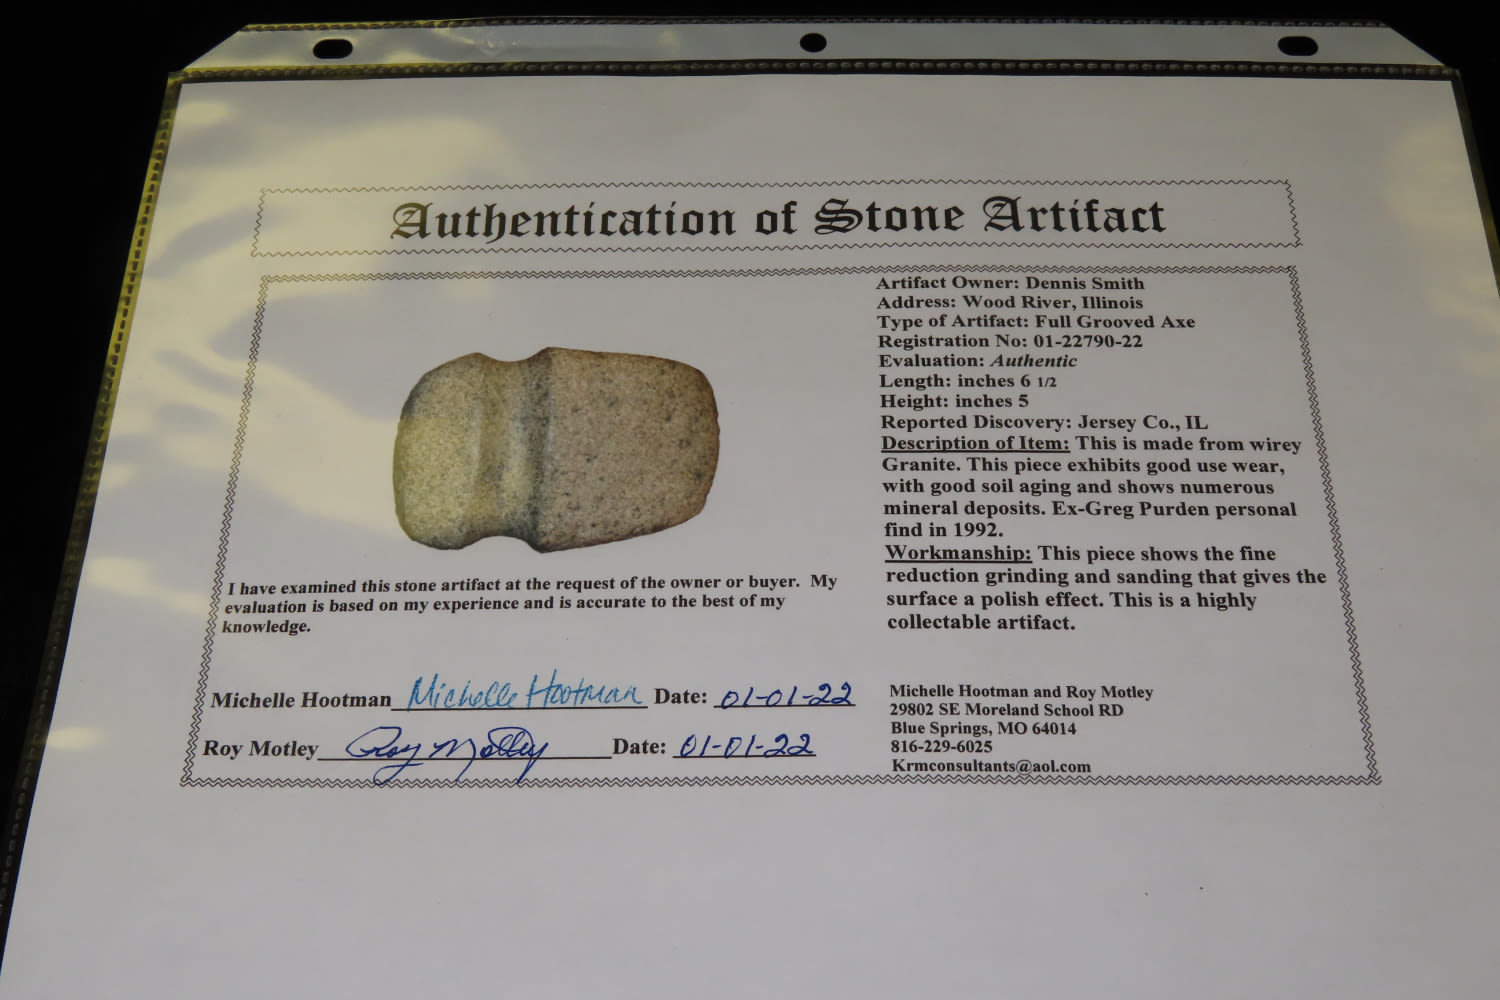 Authentication of Stone Artifact
Artifact Owner: Dennis Smith
Address: Wood River, Illinois
Type of Artifact: Full Grooved Axe
Registration No: 01-22790-22
Evaluation: Authentic
Length: inches 6 1/2
Height: inches 5
Reported Discovery: Jersey Co., IL
Description of Item: This is made from wirey
Granite. This piece exhibits good use wear,
with good soil aging and shows numerous
mineral deposits. Ex-Greg Purden personal
find in 1992.
Workmanship: This piece shows the fine
reduction grinding and sanding that gives the
surface a polish effect. This is a highly
collectable artifact.
I have examined this stone artifact at the request of the owner or buyer. My
evaluation is based on my experience and is accurate to the best of my
knowledge.
Michelle Hootman Michelle Hootman Date: 01-01-22
Roy Motley Roy Motley Date: 01-01-22
Michelle Hootman and Roy Motley
29802 SE Moreland School RD
Blue Springs, MO 64014
816-229-6025
Krmconsultants@aol.com